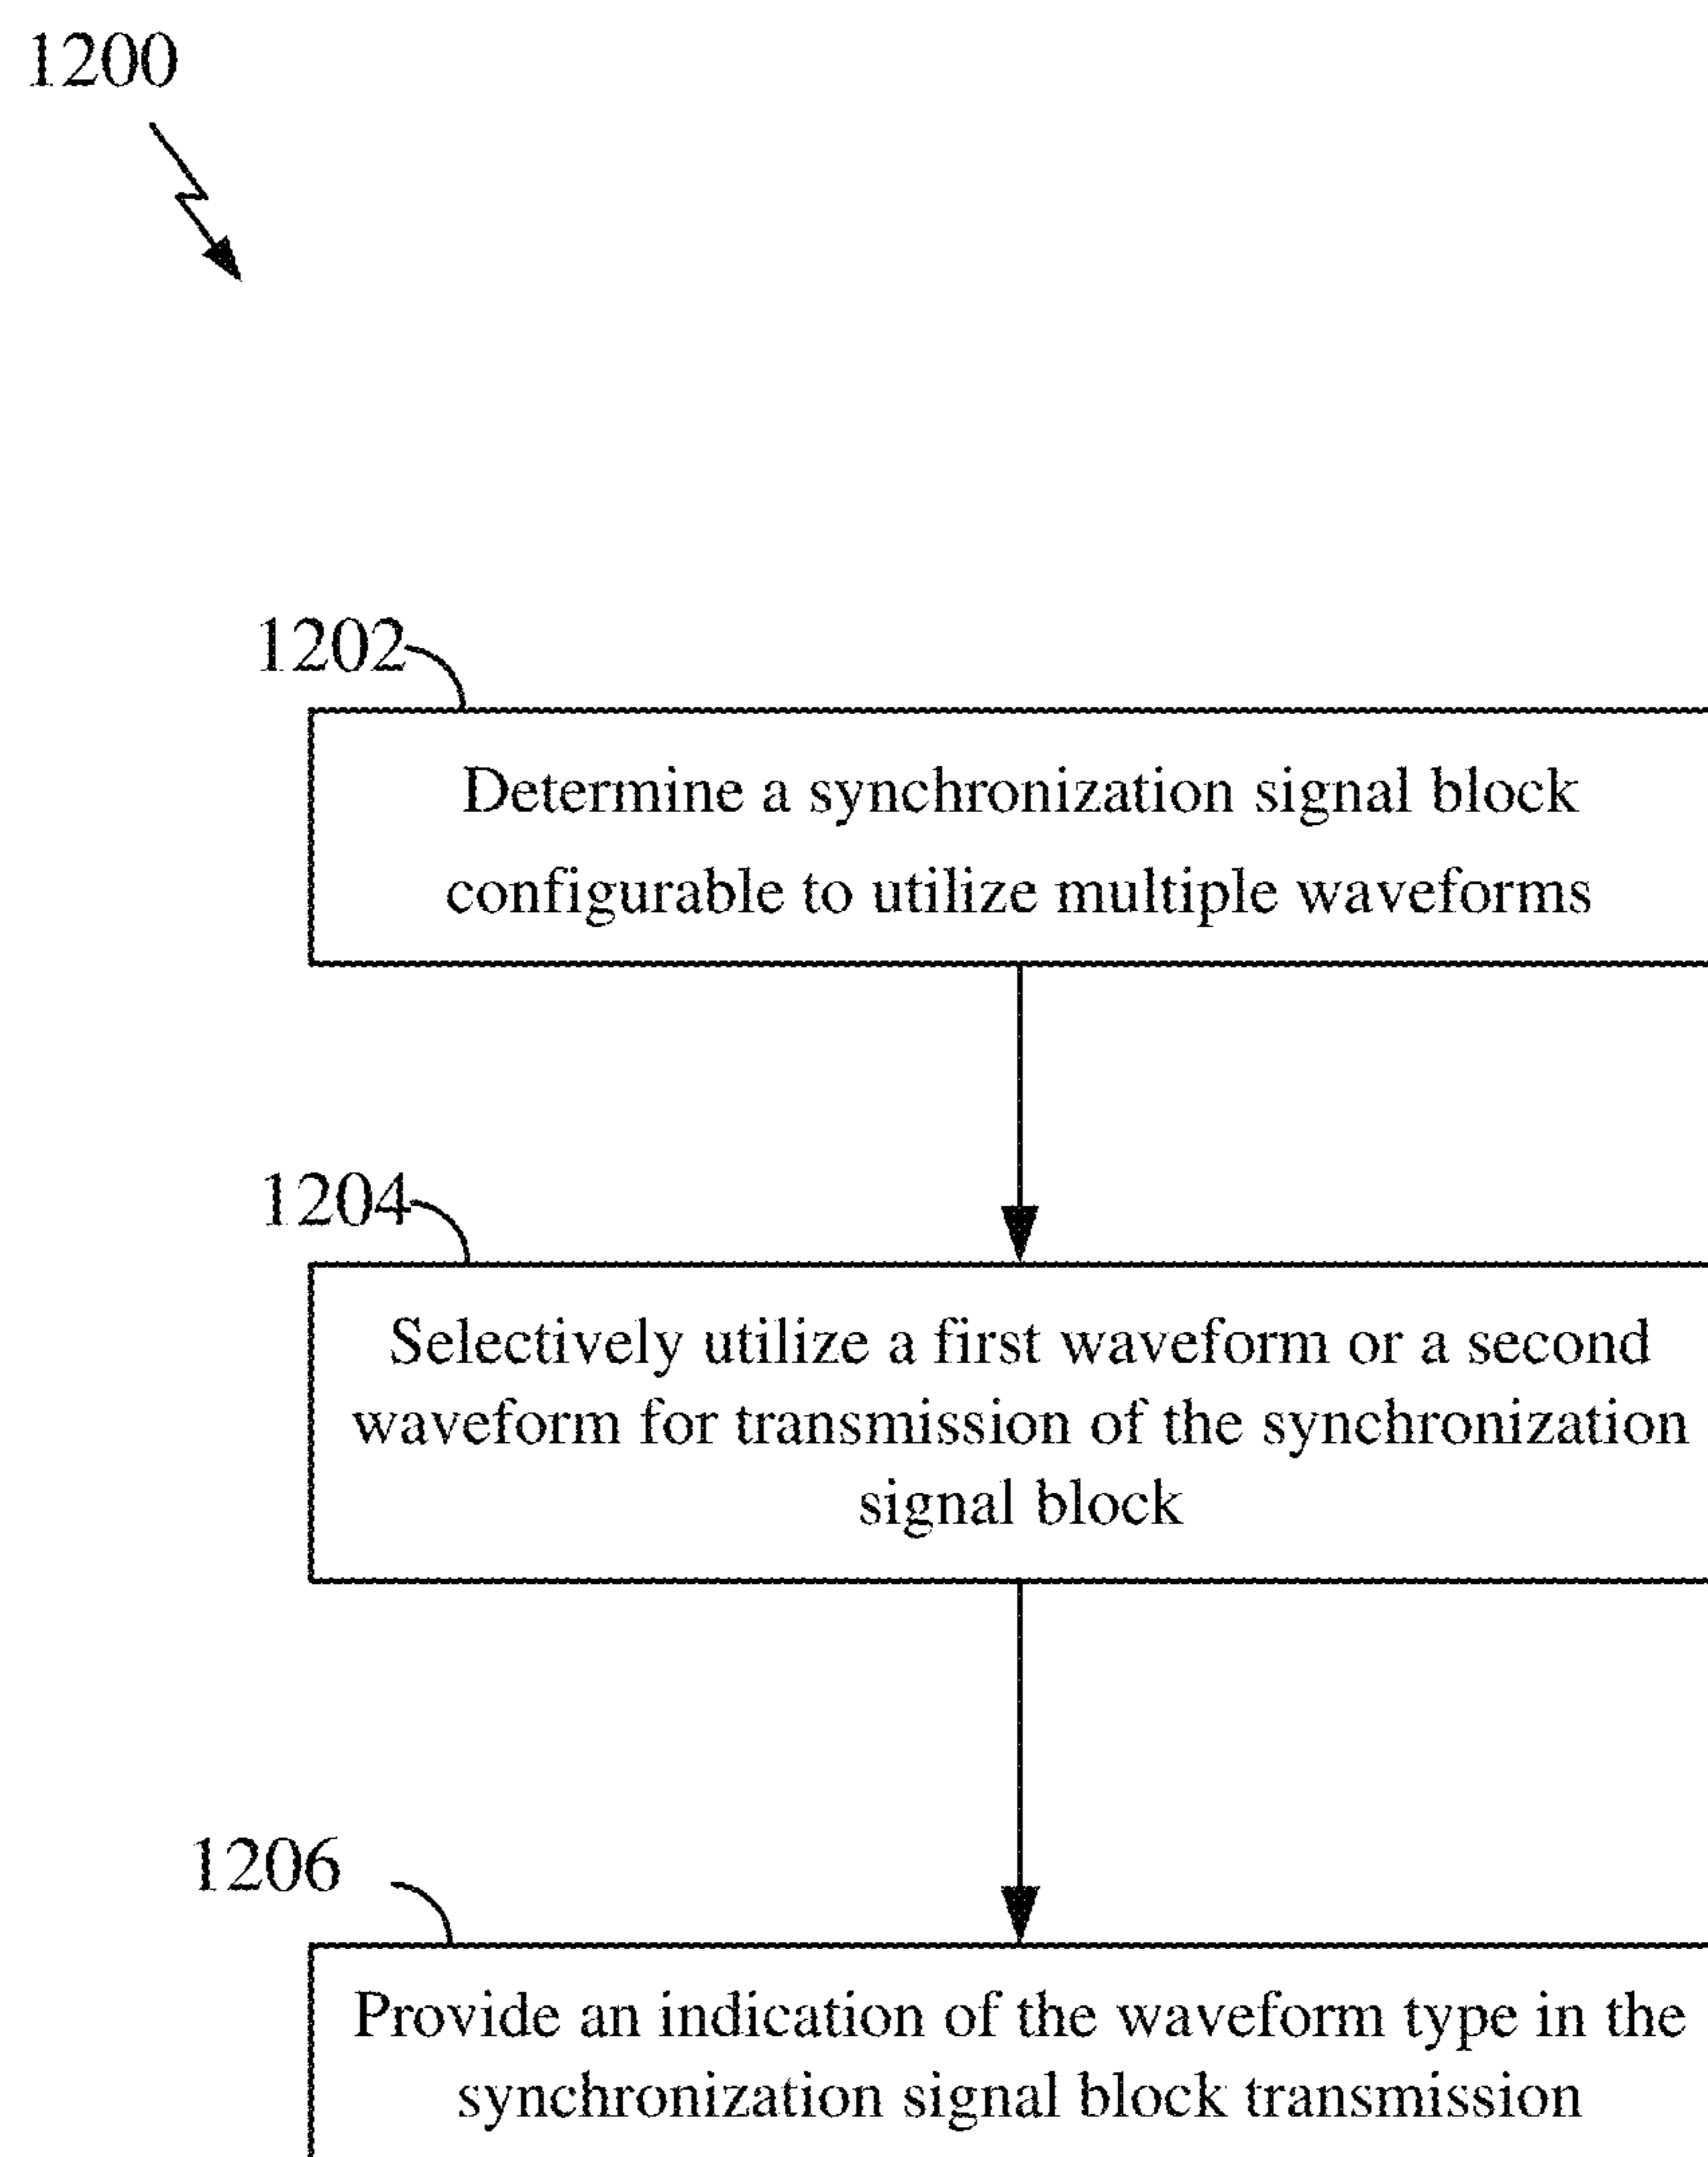 1200
1202
Determine a synchronization signal block
configurable to utilize multiple waveforms
1204
Selectively utilize a first waveform or a second
waveform for transmission of the synchronization
signal block
1206
Provide an indication of the waveform type in the
synchronization signal block transmission